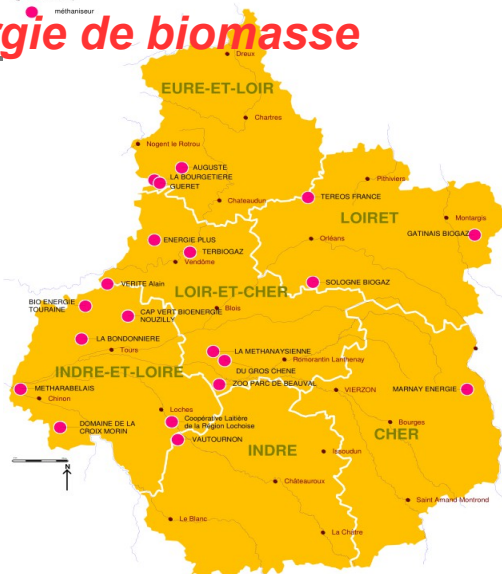 méthaniseur
rgie de biomasse
Dreux
EURE-ET-LOIR
Chartres
Nogent le Rotrou
AUGUSTE
LA BOURGETIERE
GUERET
Chateaudun
Pithiviers
TEREOS FRANCE
LOIRET
Montargis
GATINAIS BIOGAZ
Orléans
ENERGIE PLUS
TERBIOGAZ
Vendôme
VERITE Alain
LOIR-ET-CHER
SOLOGNE BIOGAZ
BIO ENERGIE
TOURAINE
CAP VERT BIOENERGIE
NOUZILLY
Blois
LA BONDONNIERE
Tours
LA METHANAYSIENNE
Romorantin Lanthenay
DU GROS CHENE
INDRE-ET-LOIRE
ZOO PARC DE BEAUVAL
METHARABELAIS
Chinon
VIERZON
MARNAY ENERGIE
Loches
Coopérative Laitière
de la Région Lochoise
DOMAINE DE LA
CROIX MORIN
VAUTOURNON
Bourges
CHER
INDRE
Issoudun
Châteauroux
Saint Amand Montrond
Le Blanc
La Chatre
N